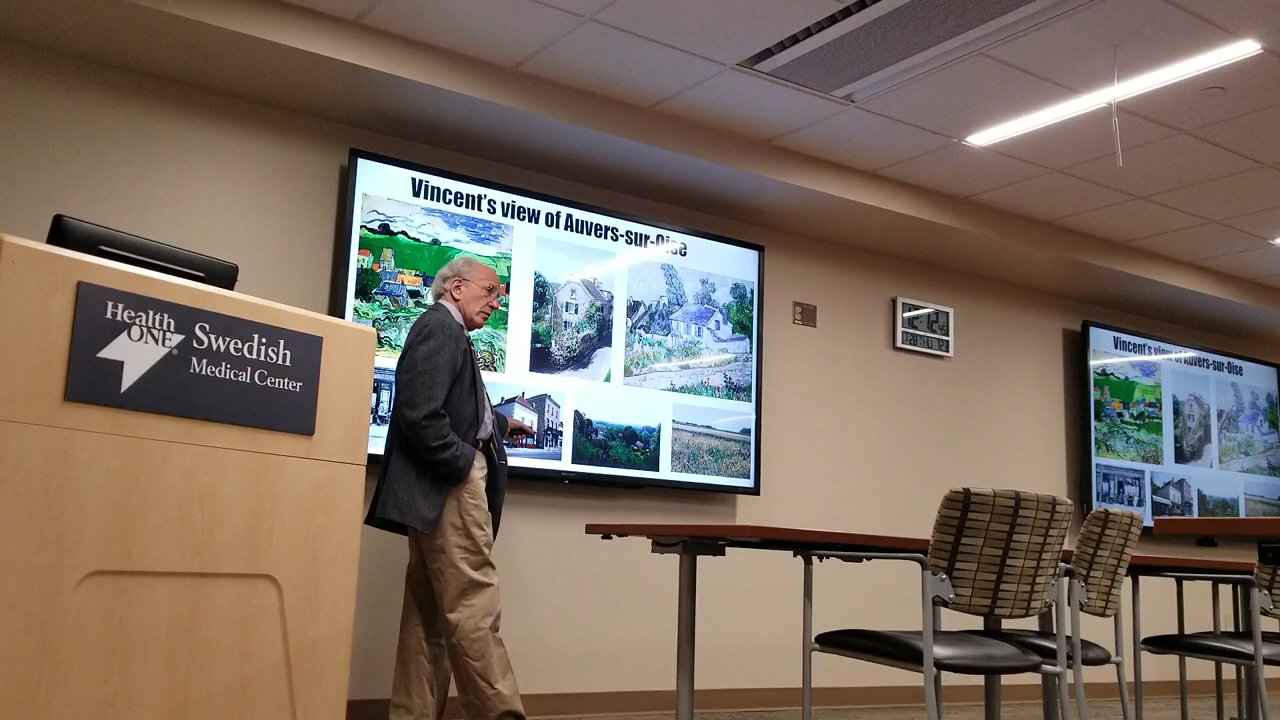 Vincent's view of Auvers-sur-Oise
Health
ONE®
Swedish
Medical Center
Vincent's view of Auvers-sur-Oise